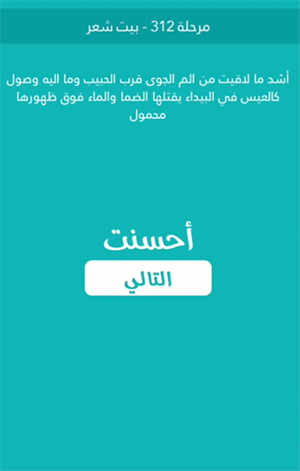 مرحلة 312 - بيت شعر
أشد ما لاقيت من الم الجوى قرب الحبيب وما اليه وصول
كالعيس في البيداء يقتلها الضما والماء فوق ظهورها
محمول
أحسنت
التالي